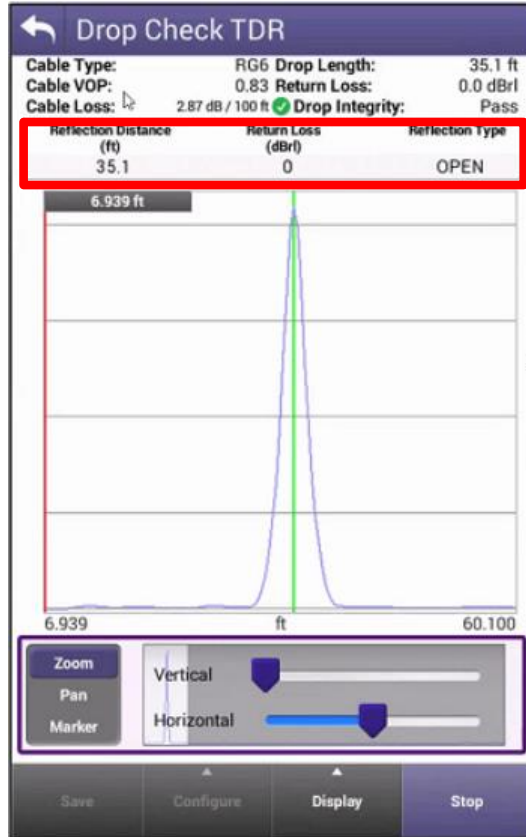 Drop Check TDR
Cable Type: RG6 Drop Length: 35.1 ft
Cable VOP: 0.83 Return Loss: 0.0 dBrl
Cable Loss: 2.87 dB / 100 ft Drop Integrity: Pass
Reflection Distance Return Loss Reflection Type
(ft) (dBrl)
35.1 0 OPEN
6.939 ft
6.939 ft 60.100
Zoom
Pan
Marker
Vertical
Horizontal
Save Configure Display Stop